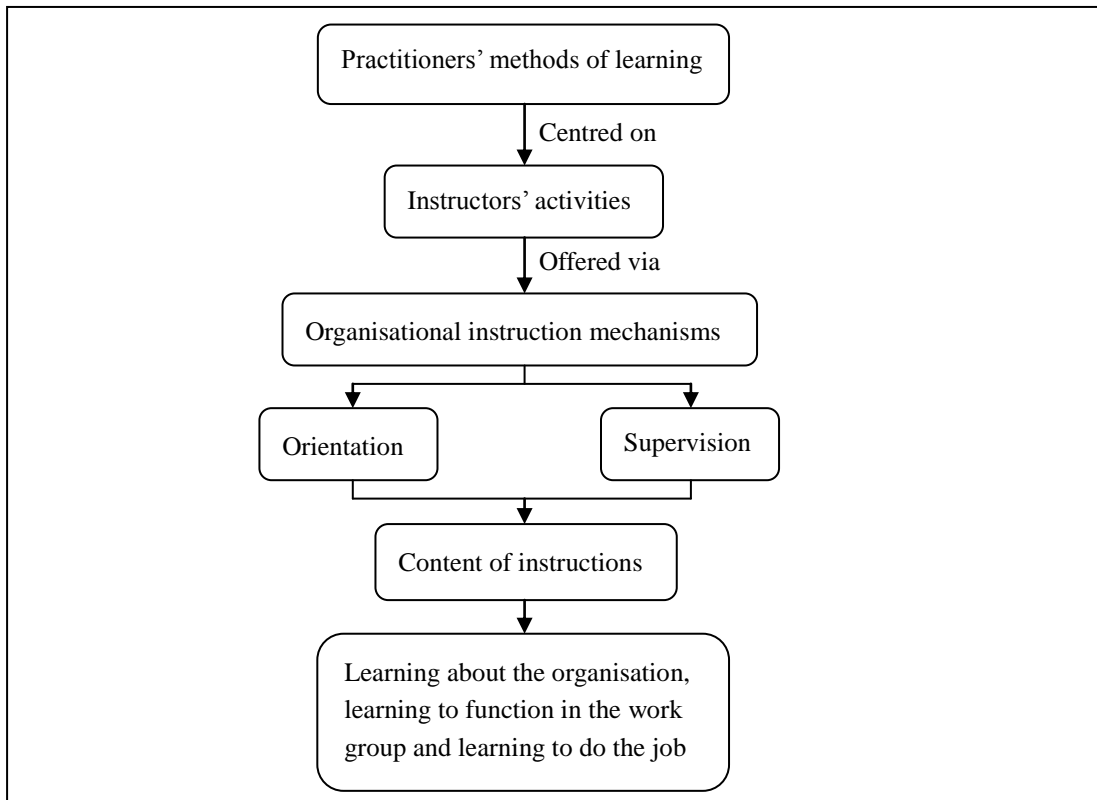 Practitioners’ methods of learning
Centred on
Instructors’ activities
Offered via
Organisational instruction mechanisms
Orientation
Supervision
Content of instructions
Learning about the organisation,
learning to function in the work
group and learning to do the job